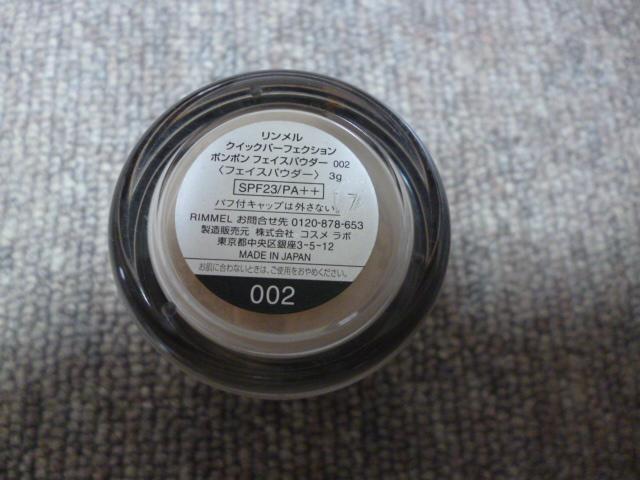 リンメル
クイックパーフェクション
ポンポン フェイスパウダー 002
〈フェイスパウダー〉 3g
SPF23/PA++
パフ付キャップは外さない。
RIMMEL お問合せ先 0120-878-653
製造販売元 株式会社 コスメ ラボ
東京都中央区銀座3-5-12
MADE IN JAPAN
お肌に合わないときは、ご使用をおやめください。
002